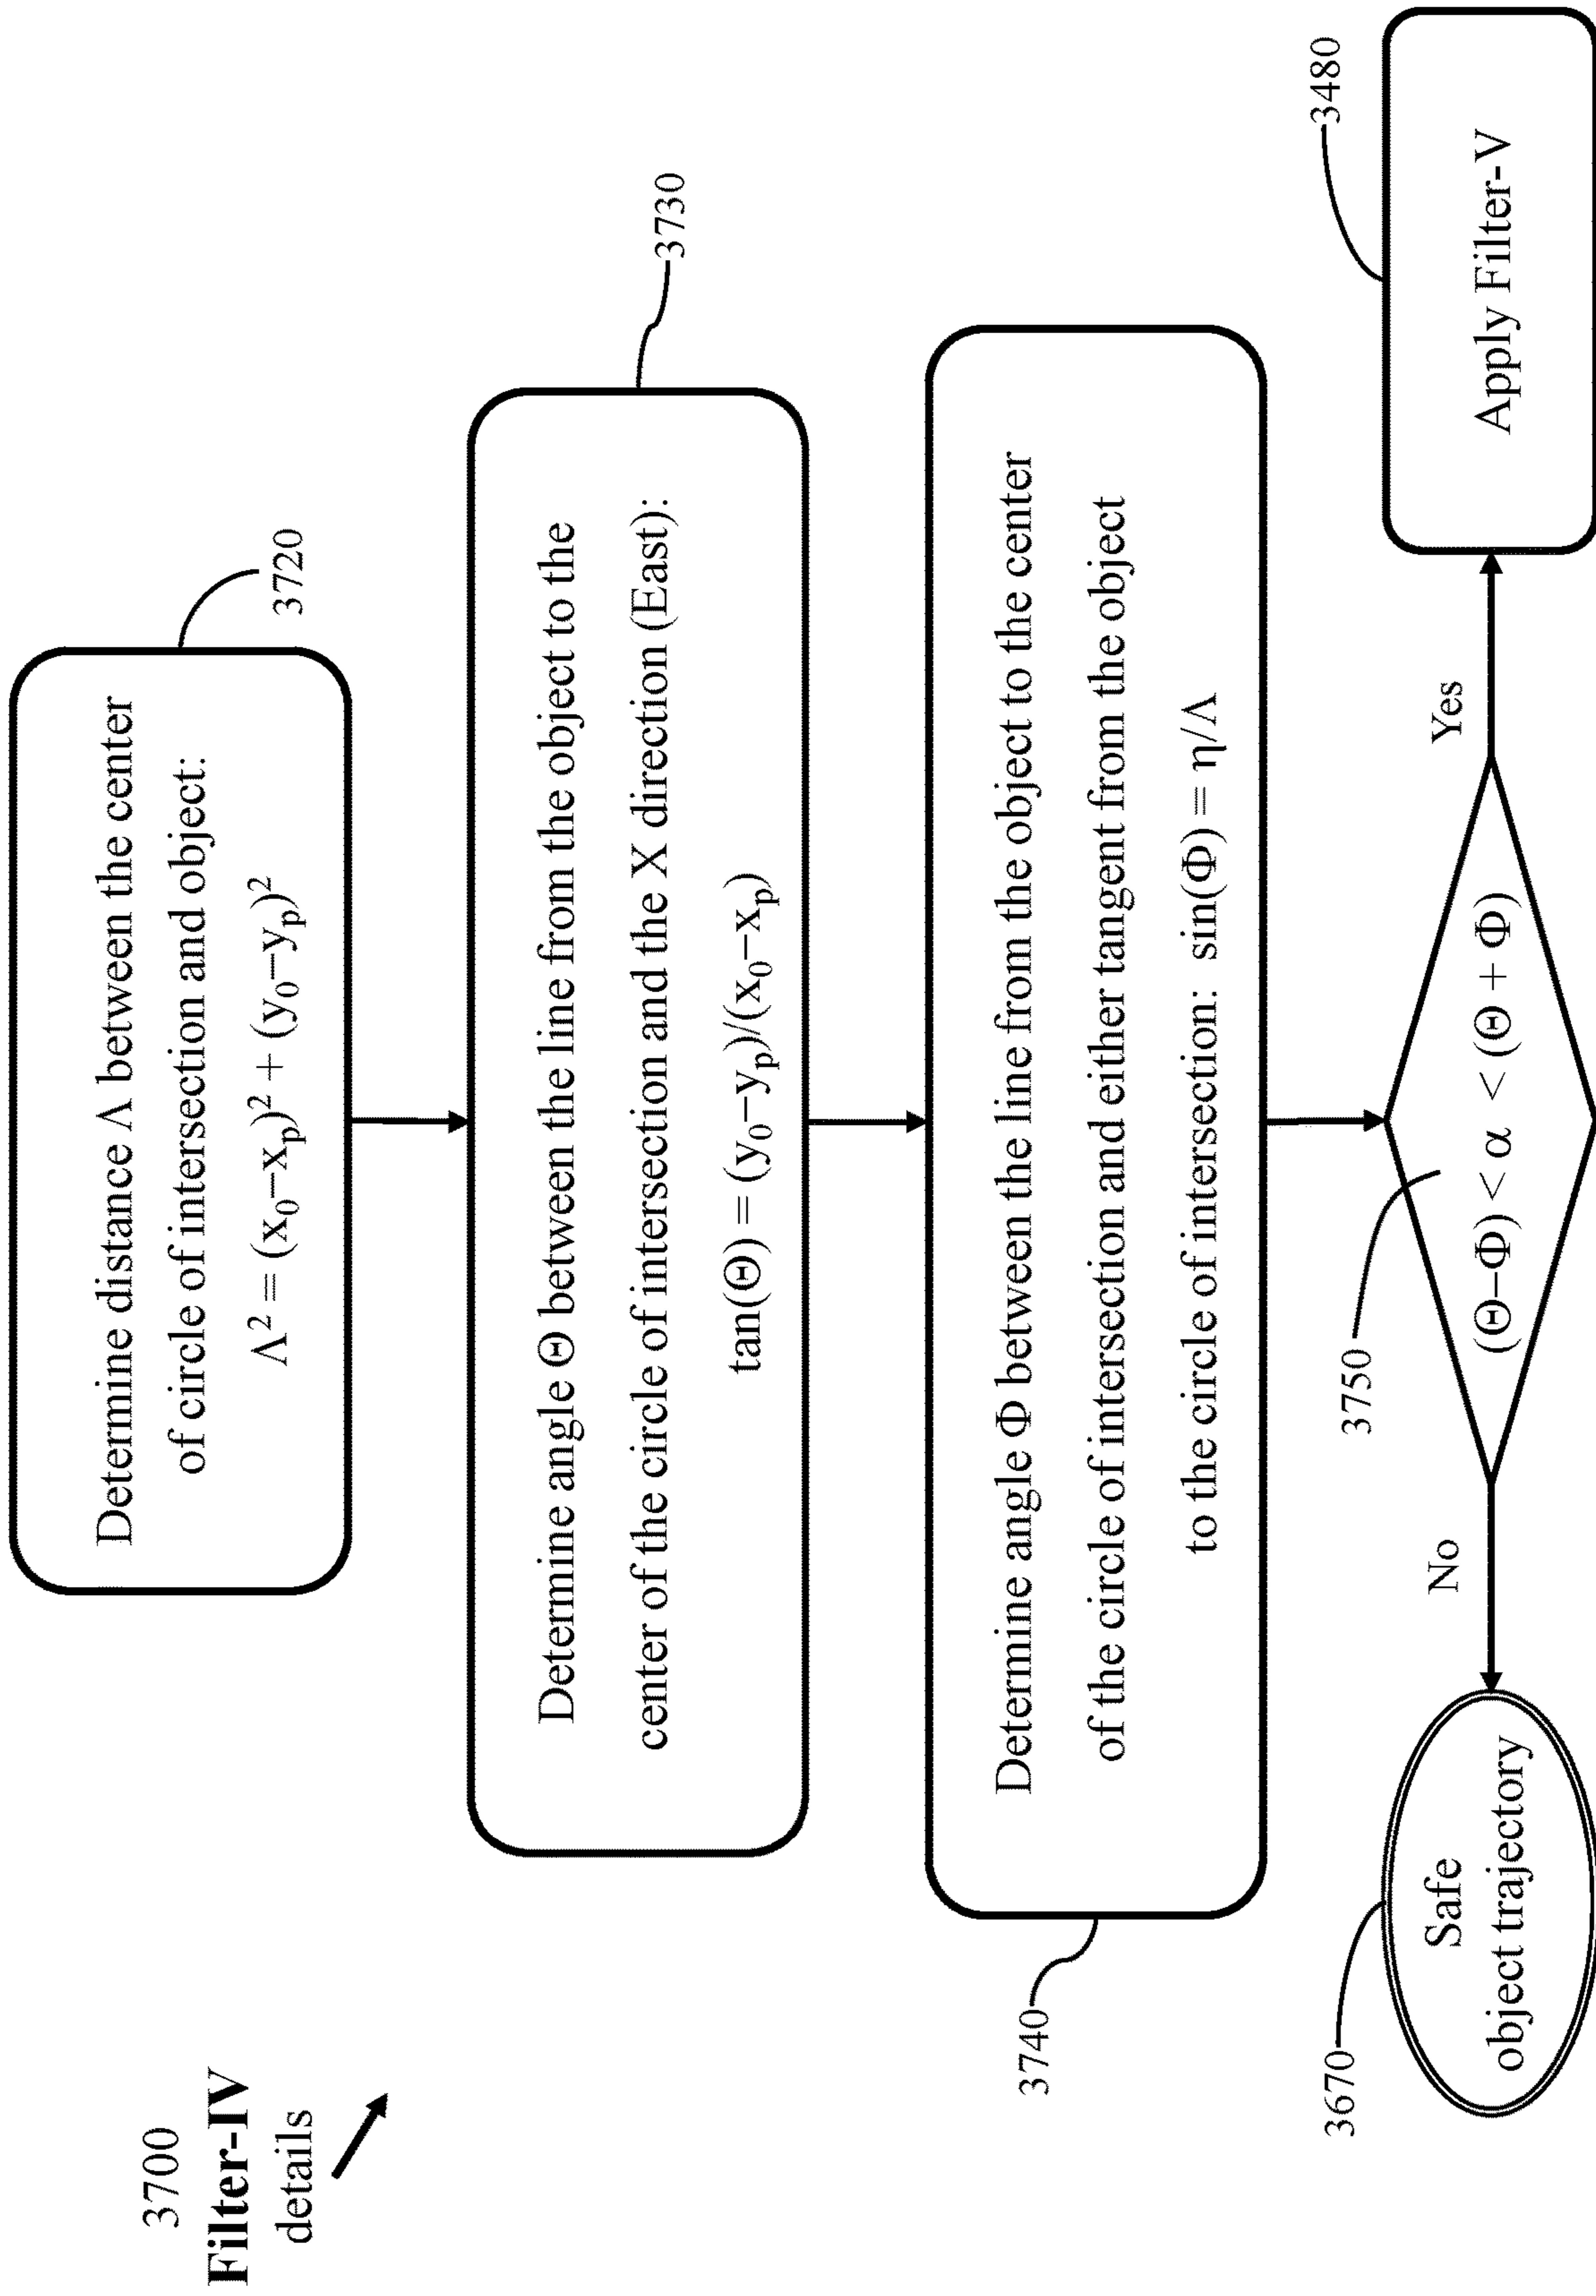 3700
Filter-IV
details
Determine distance Λ between the center
of circle of intersection and object:
Λ² = (x₀−x_p)² + (y₀−y_p)²
3720
Determine angle Θ between the line from the object to the
center of the circle of intersection and the X direction (East):
tan(Θ) = (y₀−y_p)/(x₀−x_p)
3730
Determine angle Φ between the line from the object to the center
of the circle of intersection and either tangent from the object
to the circle of intersection: sin(Φ) = η/Λ
3740
3750
(Θ−Φ) < α < (Θ + Φ)
No
Yes
3670
Safe
object trajectory
3480
Apply Filter-V